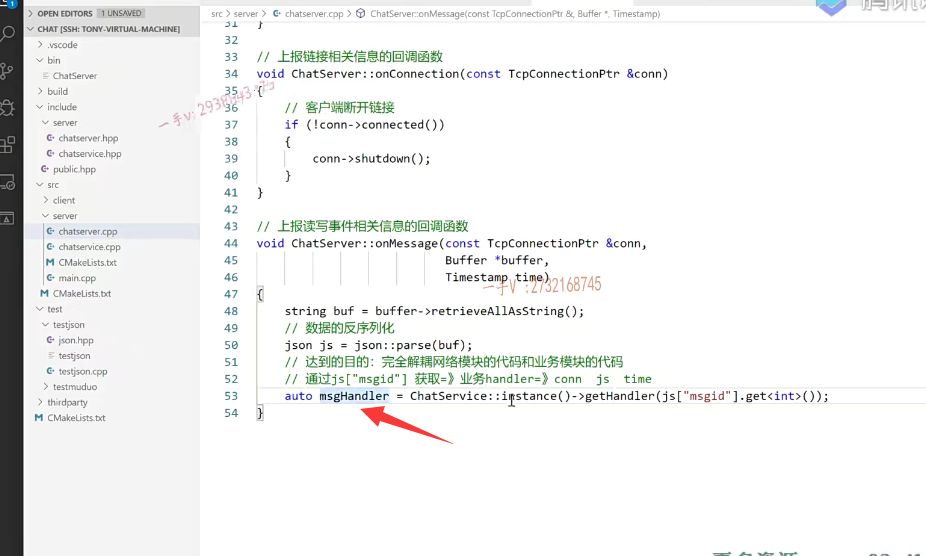 OPEN EDITORS 1 UNSAVED
CHAT [SSH: TONY-VIRTUAL-MACHINE]
.vscode
bin
ChatServer
build
include
server
chatserver.hpp
chatservice.hpp
public.hpp
src
client
server
chatserver.cpp
chatservice.cpp
CMakeLists.txt
main.cpp
CMakeLists.txt
test
testjson
json.hpp
testjson
testjson.cpp
testmuduo
thirdparty
CMakeLists.txt
src > server > chatserver.cpp > ChatServer::onMessage(const TcpConnectionPtr &, Buffer *, Timestamp)
31 }
32
33 // 上报链接相关信息的回调函数
34 void ChatServer::onConnection(const TcpConnectionPtr &conn)
35 {
36 // 客户端断开链接
37 if (!conn->connected())
38 {
39 conn->shutdown();
40 }
41 }
42
43 // 上报读写事件相关信息的回调函数
44 void ChatServer::onMessage(const TcpConnectionPtr &conn,
45 Buffer *buffer,
46 Timestamp time)
一手V :2732168745
47 {
48 string buf = buffer->retrieveAllAsString();
49 // 数据的反序列化
50 json js = json::parse(buf);
51 // 达到的目的：完全解耦网络模块的代码和业务模块的代码
52 // 通过js["msgid"] 获取=》业务handler=》conn js time
53 auto msgHandler = ChatService::instance()->getHandler(js["msgid"].get<int>());
54 }